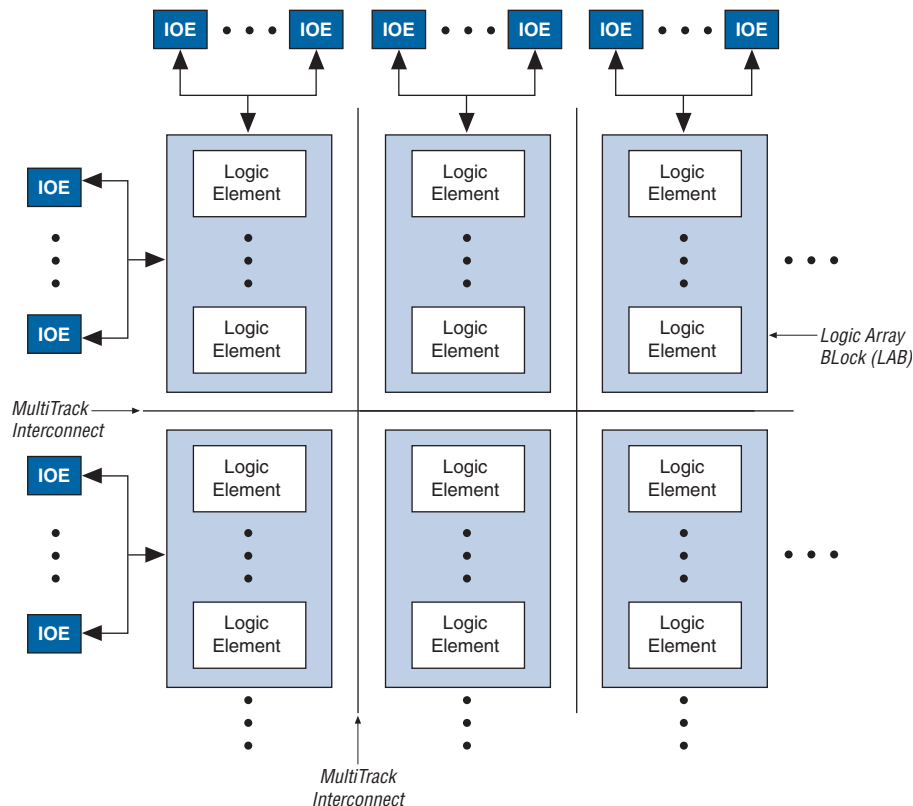 IOE IOE IOE IOE IOE IOE
Logic Element Logic Element Logic Element
IOE
IOE
Logic Element Logic Element Logic Element
Logic Array
BLock (LAB)
MultiTrack
Interconnect
Logic Element Logic Element Logic Element
IOE
IOE
Logic Element Logic Element Logic Element
MultiTrack
Interconnect